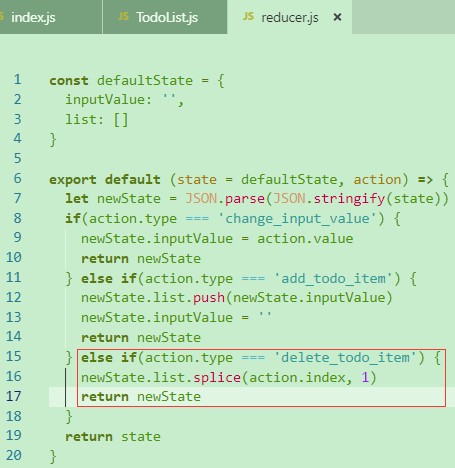 JS index.js JS TodoList.js JS reducer.js ×
1 const defaultState = {
2 inputValue: '',
3 list: []
4 }
5
6 export default (state = defaultState, action) => {
7 let newState = JSON.parse(JSON.stringify(state))
8 if(action.type === 'change_input_value') {
9 newState.inputValue = action.value
10 return newState
11 } else if(action.type === 'add_todo_item') {
12 newState.list.push(newState.inputValue)
13 newState.inputValue = ''
14 return newState
15 } else if(action.type === 'delete_todo_item') {
16 newState.list.splice(action.index, 1)
17 return newState
18 }
19 return state
20 }